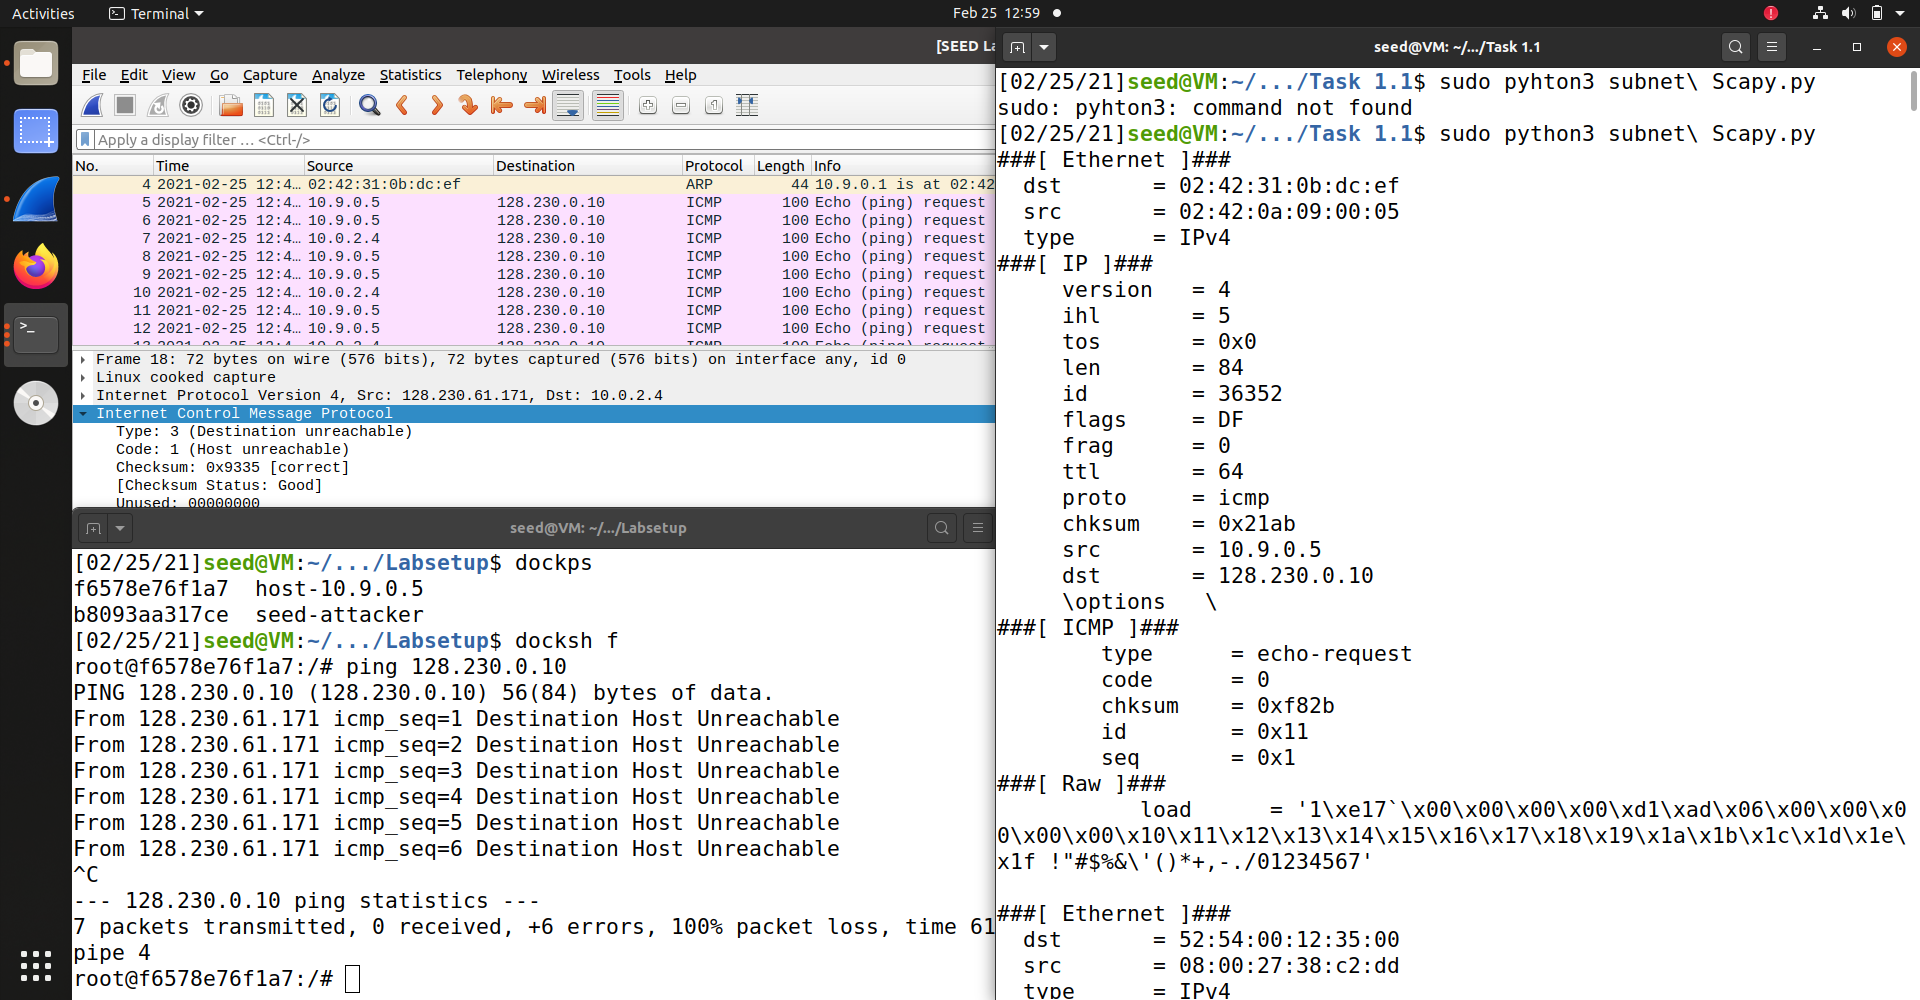 Activities
Terminal
Feb 25 12:59
[SEED La
File Edit View Go Capture Analyze Statistics Telephony Wireless Tools Help
Apply a display filter … <Ctrl-/>
No. Time Source Destination Protocol Length Info
4 2021-02-25 12:4… 02:42:31:0b:dc:ef ARP 44 10.9.0.1 is at 02:42
5 2021-02-25 12:4… 10.9.0.5 128.230.0.10 ICMP 100 Echo (ping) request
6 2021-02-25 12:4… 10.9.0.5 128.230.0.10 ICMP 100 Echo (ping) request
7 2021-02-25 12:4… 10.0.2.4 128.230.0.10 ICMP 100 Echo (ping) request
8 2021-02-25 12:4… 10.9.0.5 128.230.0.10 ICMP 100 Echo (ping) request
9 2021-02-25 12:4… 10.9.0.5 128.230.0.10 ICMP 100 Echo (ping) request
10 2021-02-25 12:4… 10.0.2.4 128.230.0.10 ICMP 100 Echo (ping) request
11 2021-02-25 12:4… 10.9.0.5 128.230.0.10 ICMP 100 Echo (ping) request
12 2021-02-25 12:4… 10.9.0.5 128.230.0.10 ICMP 100 Echo (ping) request
Frame 18: 72 bytes on wire (576 bits), 72 bytes captured (576 bits) on interface any, id 0
Linux cooked capture
Internet Protocol Version 4, Src: 128.230.61.171, Dst: 10.0.2.4
Internet Control Message Protocol
Type: 3 (Destination unreachable)
Code: 1 (Host unreachable)
Checksum: 0x9335 [correct]
[Checksum Status: Good]
Unused: 00000000
seed@VM: ~/.../Labsetup
[02/25/21]seed@VM:~/.../Labsetup$ dockps
f6578e76f1a7  host-10.9.0.5
b8093aa317ce  seed-attacker
[02/25/21]seed@VM:~/.../Labsetup$ docksh f
root@f6578e76f1a7:/# ping 128.230.0.10
PING 128.230.0.10 (128.230.0.10) 56(84) bytes of data.
From 128.230.61.171 icmp_seq=1 Destination Host Unreachable
From 128.230.61.171 icmp_seq=2 Destination Host Unreachable
From 128.230.61.171 icmp_seq=3 Destination Host Unreachable
From 128.230.61.171 icmp_seq=4 Destination Host Unreachable
From 128.230.61.171 icmp_seq=5 Destination Host Unreachable
From 128.230.61.171 icmp_seq=6 Destination Host Unreachable
^C
--- 128.230.0.10 ping statistics ---
7 packets transmitted, 0 received, +6 errors, 100% packet loss, time 61
pipe 4
root@f6578e76f1a7:/#
seed@VM: ~/.../Task 1.1
[02/25/21]seed@VM:~/.../Task 1.1$ sudo pyhton3 subnet\ Scapy.py
sudo: pyhton3: command not found
[02/25/21]seed@VM:~/.../Task 1.1$ sudo python3 subnet\ Scapy.py
###[ Ethernet ]###
dst = 02:42:31:0b:dc:ef
src = 02:42:0a:09:00:05
type = IPv4
###[ IP ]###
version = 4
ihl = 5
tos = 0x0
len = 84
id = 36352
flags = DF
frag = 0
ttl = 64
proto = icmp
chksum = 0x21ab
src = 10.9.0.5
dst = 128.230.0.10
\options \
###[ ICMP ]###
type = echo-request
code = 0
chksum = 0xf82b
id = 0x11
seq = 0x1
###[ Raw ]###
load = '1\xe17`\x00\x00\x00\x00\xd1\xad\x06\x00\x00\x0
0\x00\x00\x10\x11\x12\x13\x14\x15\x16\x17\x18\x19\x1a\x1b\x1c\x1d\x1e\
x1f !"#$%&\'()*+,-./01234567'
###[ Ethernet ]###
dst = 52:54:00:12:35:00
src = 08:00:27:38:c2:dd
type = IPv4